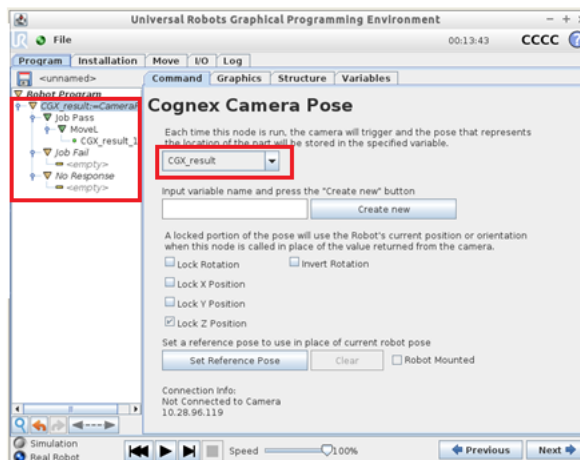 Universal Robots Graphical Programming Environment
File
00:13:43
CCCC
Program Installation Move I/O Log
<unnamed>
Command Graphics Structure Variables
Robot Program
CGX_result:=CameraP
Job Pass
MoveL
CGX_result_1
Job Fail
<empty>
No Response
<empty>
Cognex Camera Pose
Each time this node is run, the camera will trigger and the pose that represents
the location of the part will be stored in the specified variable.
CGX_result
Input variable name and press the "Create new" button
Create new
A locked portion of the pose will use the Robot's current position or orientation
when this node is called in place of the value returned from the camera.
Lock Rotation Invert Rotation
Lock X Position
Lock Y Position
Lock Z Position
Set a reference pose to use in place of current robot pose
Set Reference Pose Clear Robot Mounted
Connection Info:
Not Connected to Camera
10.28.96.119
Simulation
Real Robot
Speed 100%
Previous Next